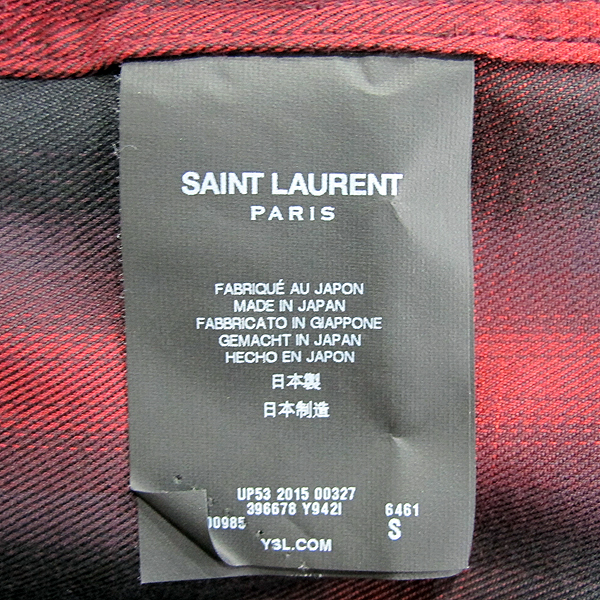 SAINT LAURENT
PARIS
FABRIQUÉ AU JAPON
MADE IN JAPAN
FABBRICATO IN GIAPPONE
GEMACHT IN JAPAN
HECHO EN JAPON
日本製
日本制造
UP53 2015 00327
396678 Y942I 6461
00985 S
YSL.COM